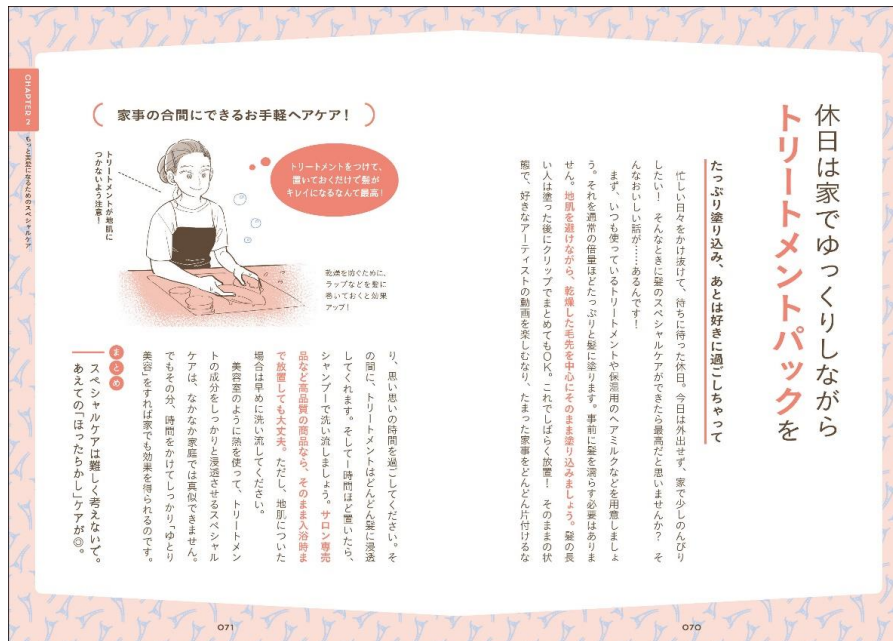 休日は家でゆっくりしながら
トリートメントパックを
たっぷり塗り込み、あとは好きに過ごしちゃって
忙しい日々をかけ抜けて、待ちに待った休日。今日は外出せず、家で少しのんびり
したい！　そんなときに髪のスペシャルケアができたら最高だと思いませんか？　そ
んなおいしい話が……あるんです！
まず、いつも使っているトリートメントや保湿用のヘアミルクなどを用意しましょ
う。それを通常の倍量ほどたっぷりと髪に塗ります。事前に髪を濡らす必要はありま
せん。地肌を避けながら、乾燥した毛先を中心にそのまま塗り込みましょう。髪の長
い人は塗った後にクリップでまとめてもOK。これでしばらく放置！　そのままの状
態で、好きなアーティストの動画を楽しむなり、たまった家事をどんどん片付けるな
070
CHAPTER 2
もっと美髪になるためのスペシャルケア
家事の合間にできるお手軽ヘアケア！
トリートメントをつけて、
置いておくだけで髪が
キレイになるなんて最高！
トリートメントが地肌に
つかないよう注意！
乾燥を防ぐために、
ラップなどを髪に
巻いておくと効果
アップ！
り、思い思いの時間を過ごしてください。そ
の間に、トリートメントはどんどん髪に浸透
してくれます。そして一時間ほど置いたら、
シャンプーで洗い流しましょう。サロン専売
品など高品質の商品なら、そのまま入浴時ま
で放置しても大丈夫。ただし、地肌についた
場合は早めに洗い流してください。
美容室のように熱を使って、トリートメン
トの成分をしっかりと浸透させるスペシャル
ケアは、なかなか家庭では真似できません。
でもその分、時間をかけてしっかり「ゆとり
美容」をすれば家でも効果を得られるのです。
まとめ
スペシャルケアは難しく考えないで。
あえての「ほったらかし」ケアが◎。
071